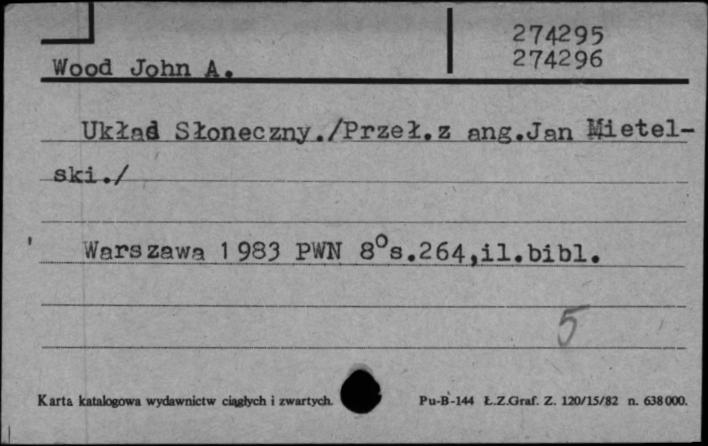 274295
274296
Wood John A.
Układ Słoneczny./Przeł.z ang.Jan Mietel-
ski./
Warszawa 1983 PWN 8°s.264,il.bibl.
5
Karta katalogowa wydawnictw ciągłych i zwartych. Pu-B-144 Ł.Z.Graf. Z. 120/15/82 n. 638000.